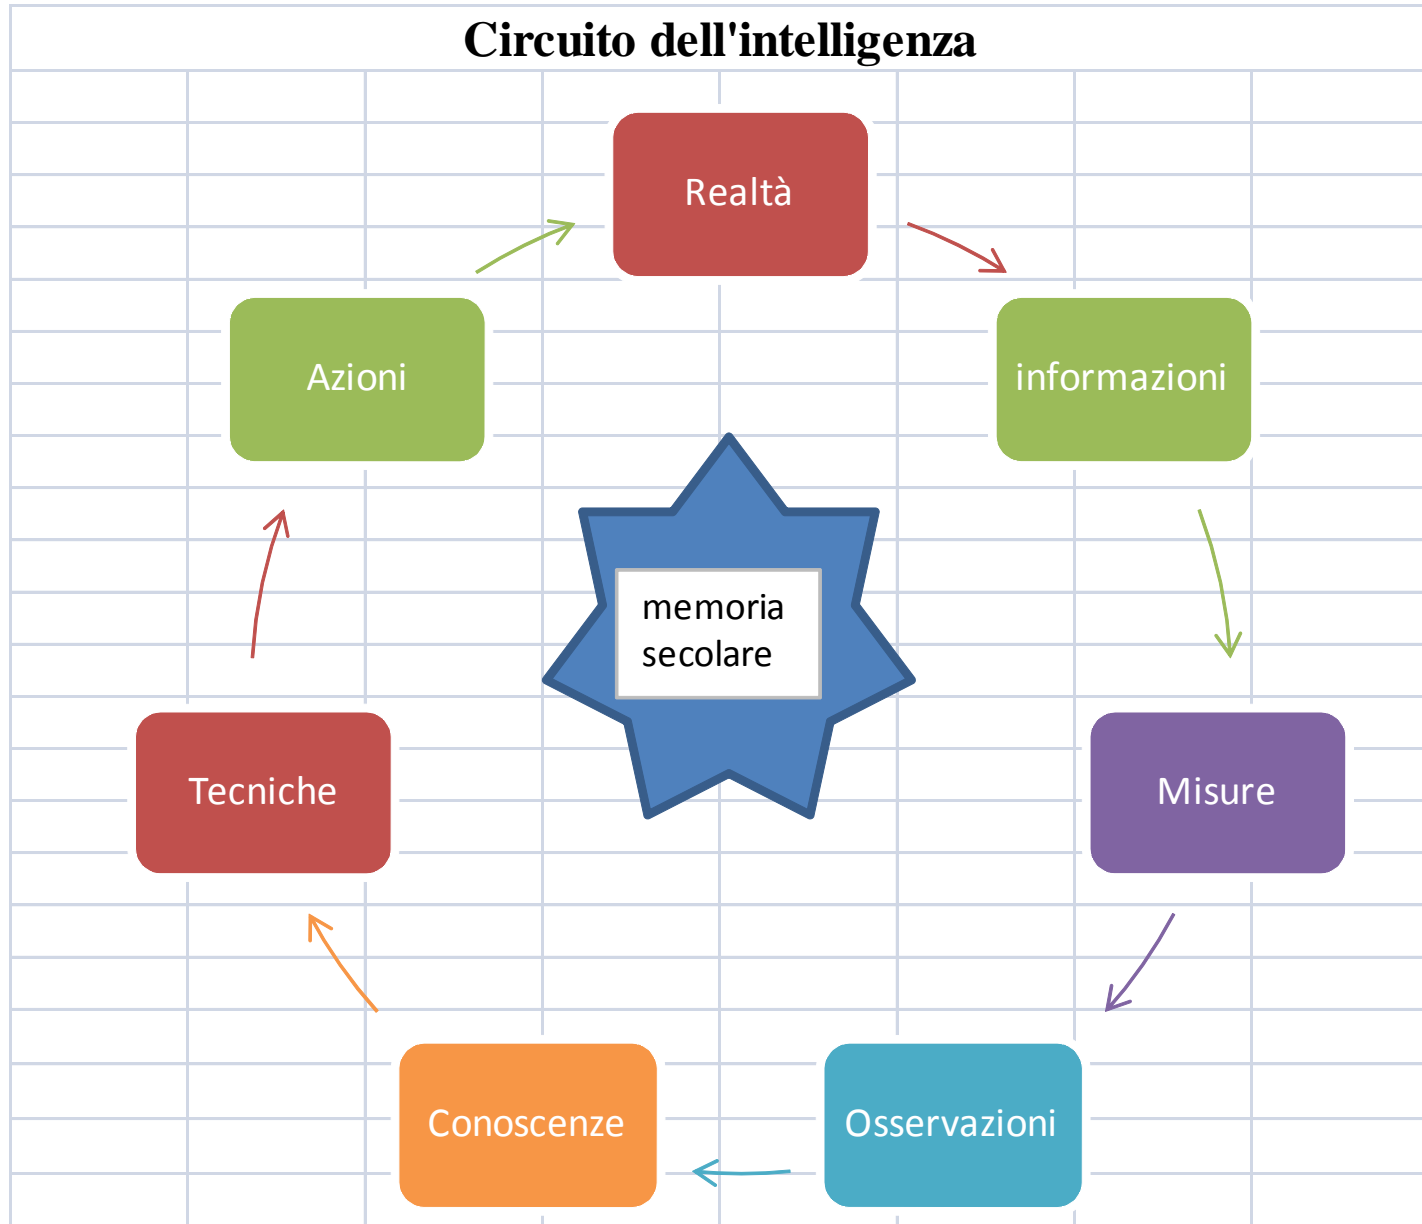 Circuito dell'intelligenza
Realtà
informazioni
Misure
Osservazioni
Conoscenze
Tecniche
Azioni
memoria
secolare